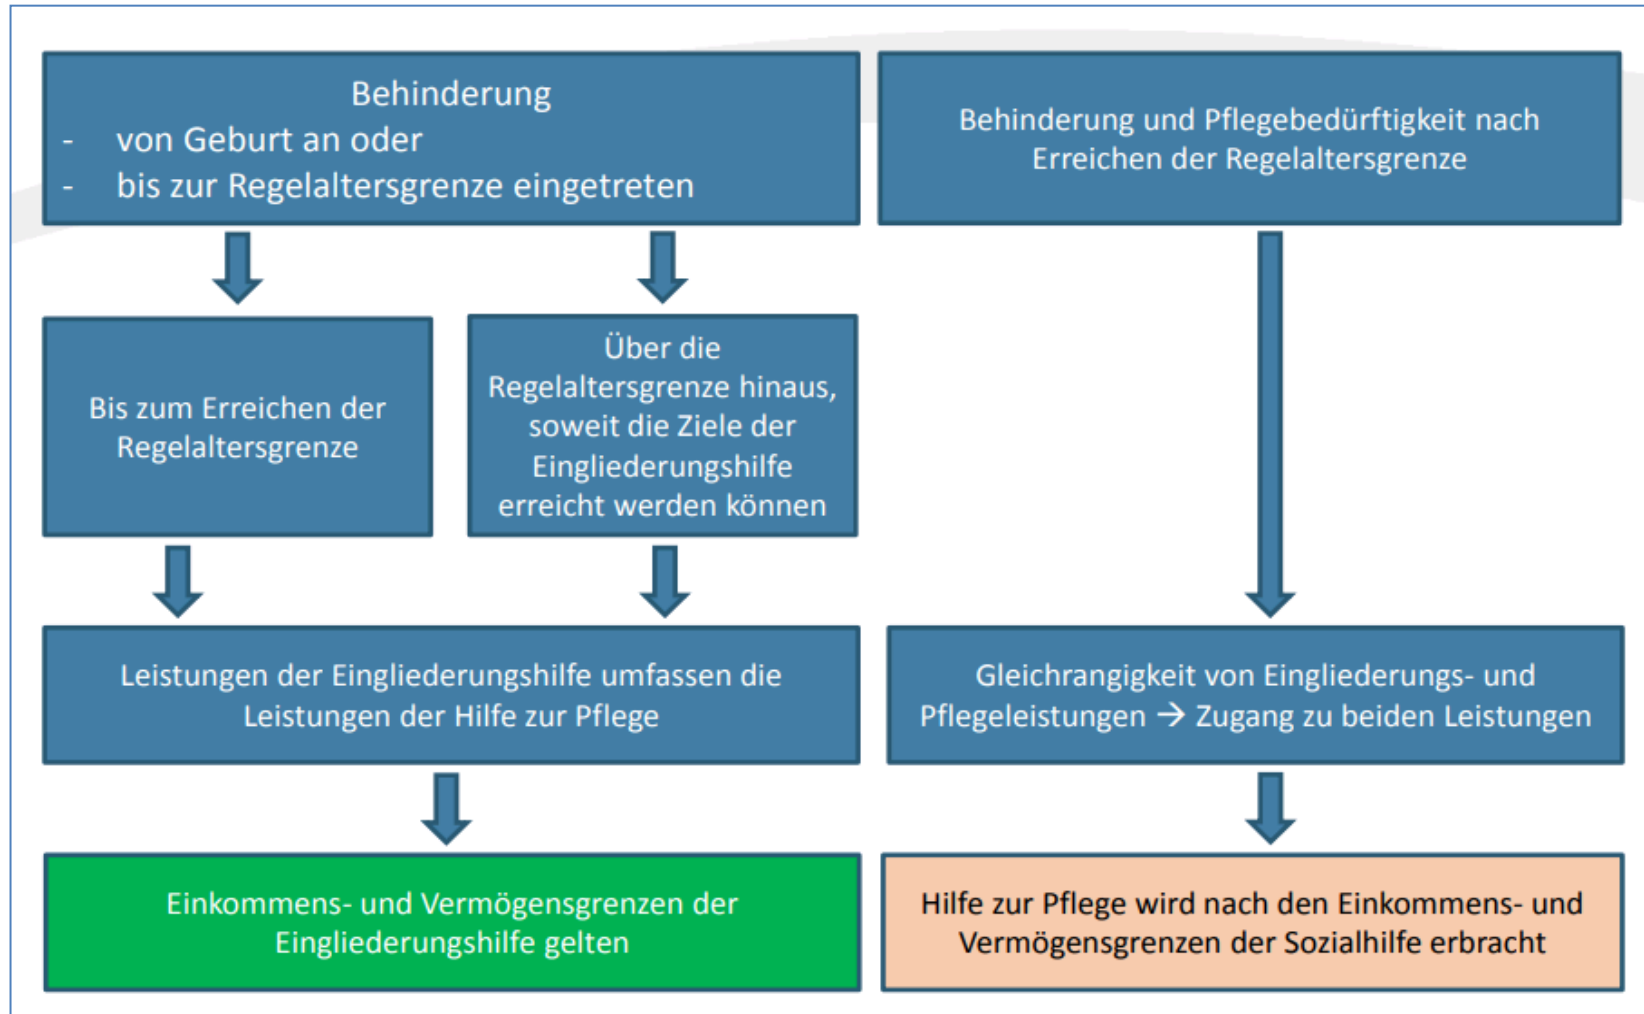 Behinderung
- von Geburt an oder
- bis zur Regelaltersgrenze eingetreten
Behinderung und Pflegebedürftigkeit nach
Erreichen der Regelaltersgrenze
Bis zum Erreichen der
Regelaltersgrenze
Über die
Regelaltersgrenze hinaus,
soweit die Ziele der
Eingliederungshilfe
erreicht werden können
Leistungen der Eingliederungshilfe umfassen die
Leistungen der Hilfe zur Pflege
Gleichrangigkeit von Eingliederungs- und
Pflegeleistungen → Zugang zu beiden Leistungen
Einkommens- und Vermögensgrenzen der
Eingliederungshilfe gelten
Hilfe zur Pflege wird nach den Einkommens- und
Vermögensgrenzen der Sozialhilfe erbracht